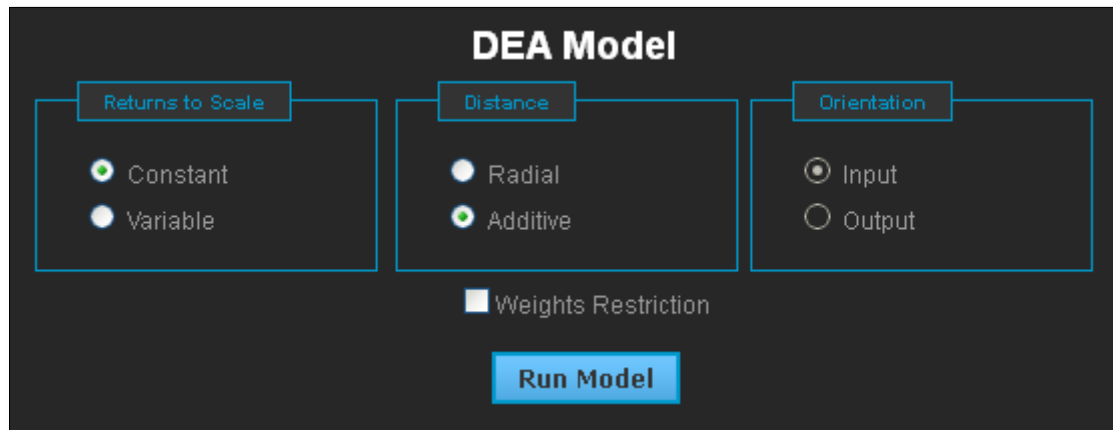 DEA Model
Returns to Scale
Constant
Variable
Distance
Radial
Additive
Orientation
Input
Output
Weights Restriction
Run Model